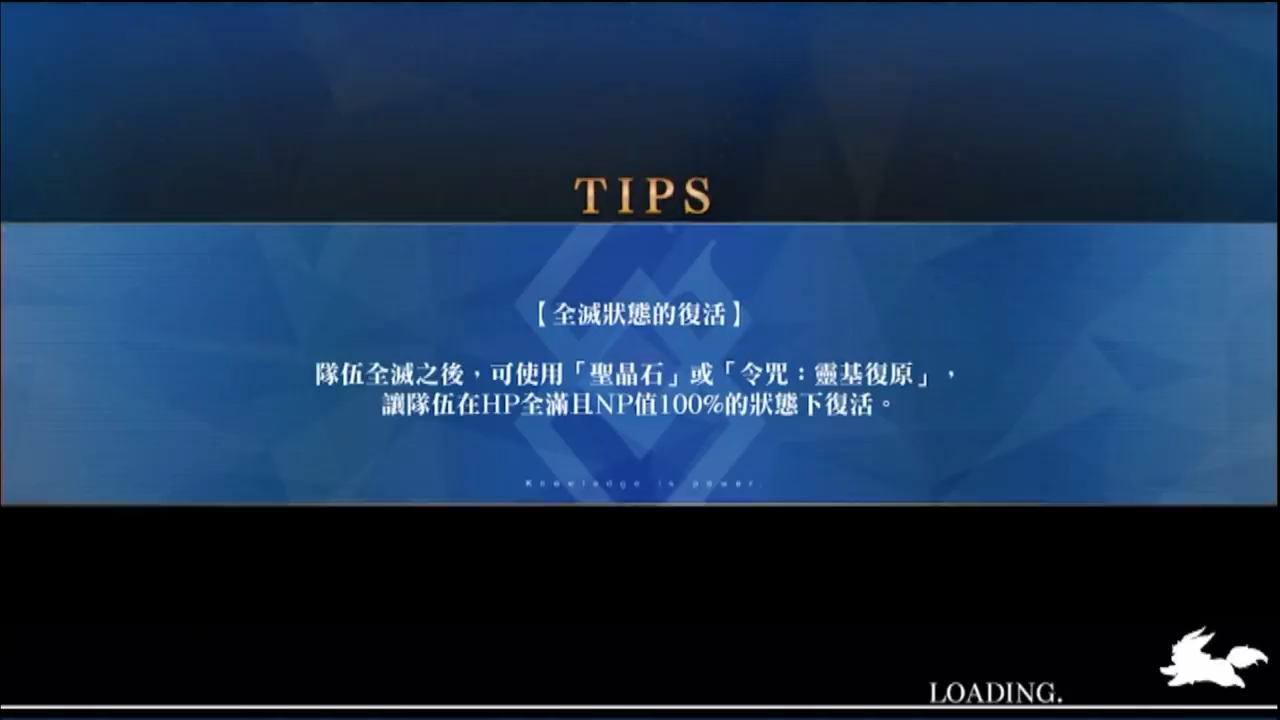 TIPS
【全滅狀態的復活】
隊伍全滅之後，可使用「聖晶石」或「令咒：靈基復原」，
讓隊伍在HP全滿且NP值100%的狀態下復活。
Knowledge is power.
LOADING.